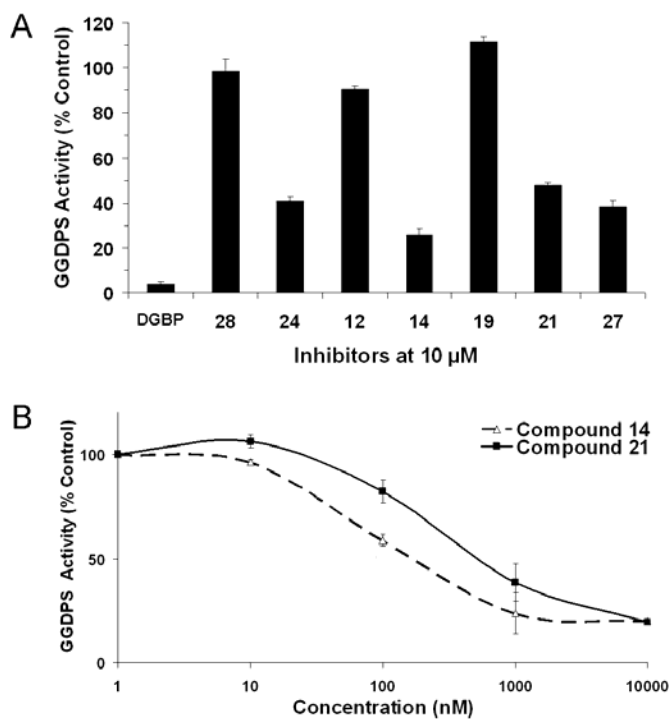 A
GGDPS Activity (% Control)
120
100
80
60
40
20
0
DGBP 28 24 12 14 19 21 27
Inhibitors at 10 µM
B
GGDPS Activity (% Control)
100
50
0
Compound 14
Compound 21
1 10 100 1000 10000
Concentration (nM)